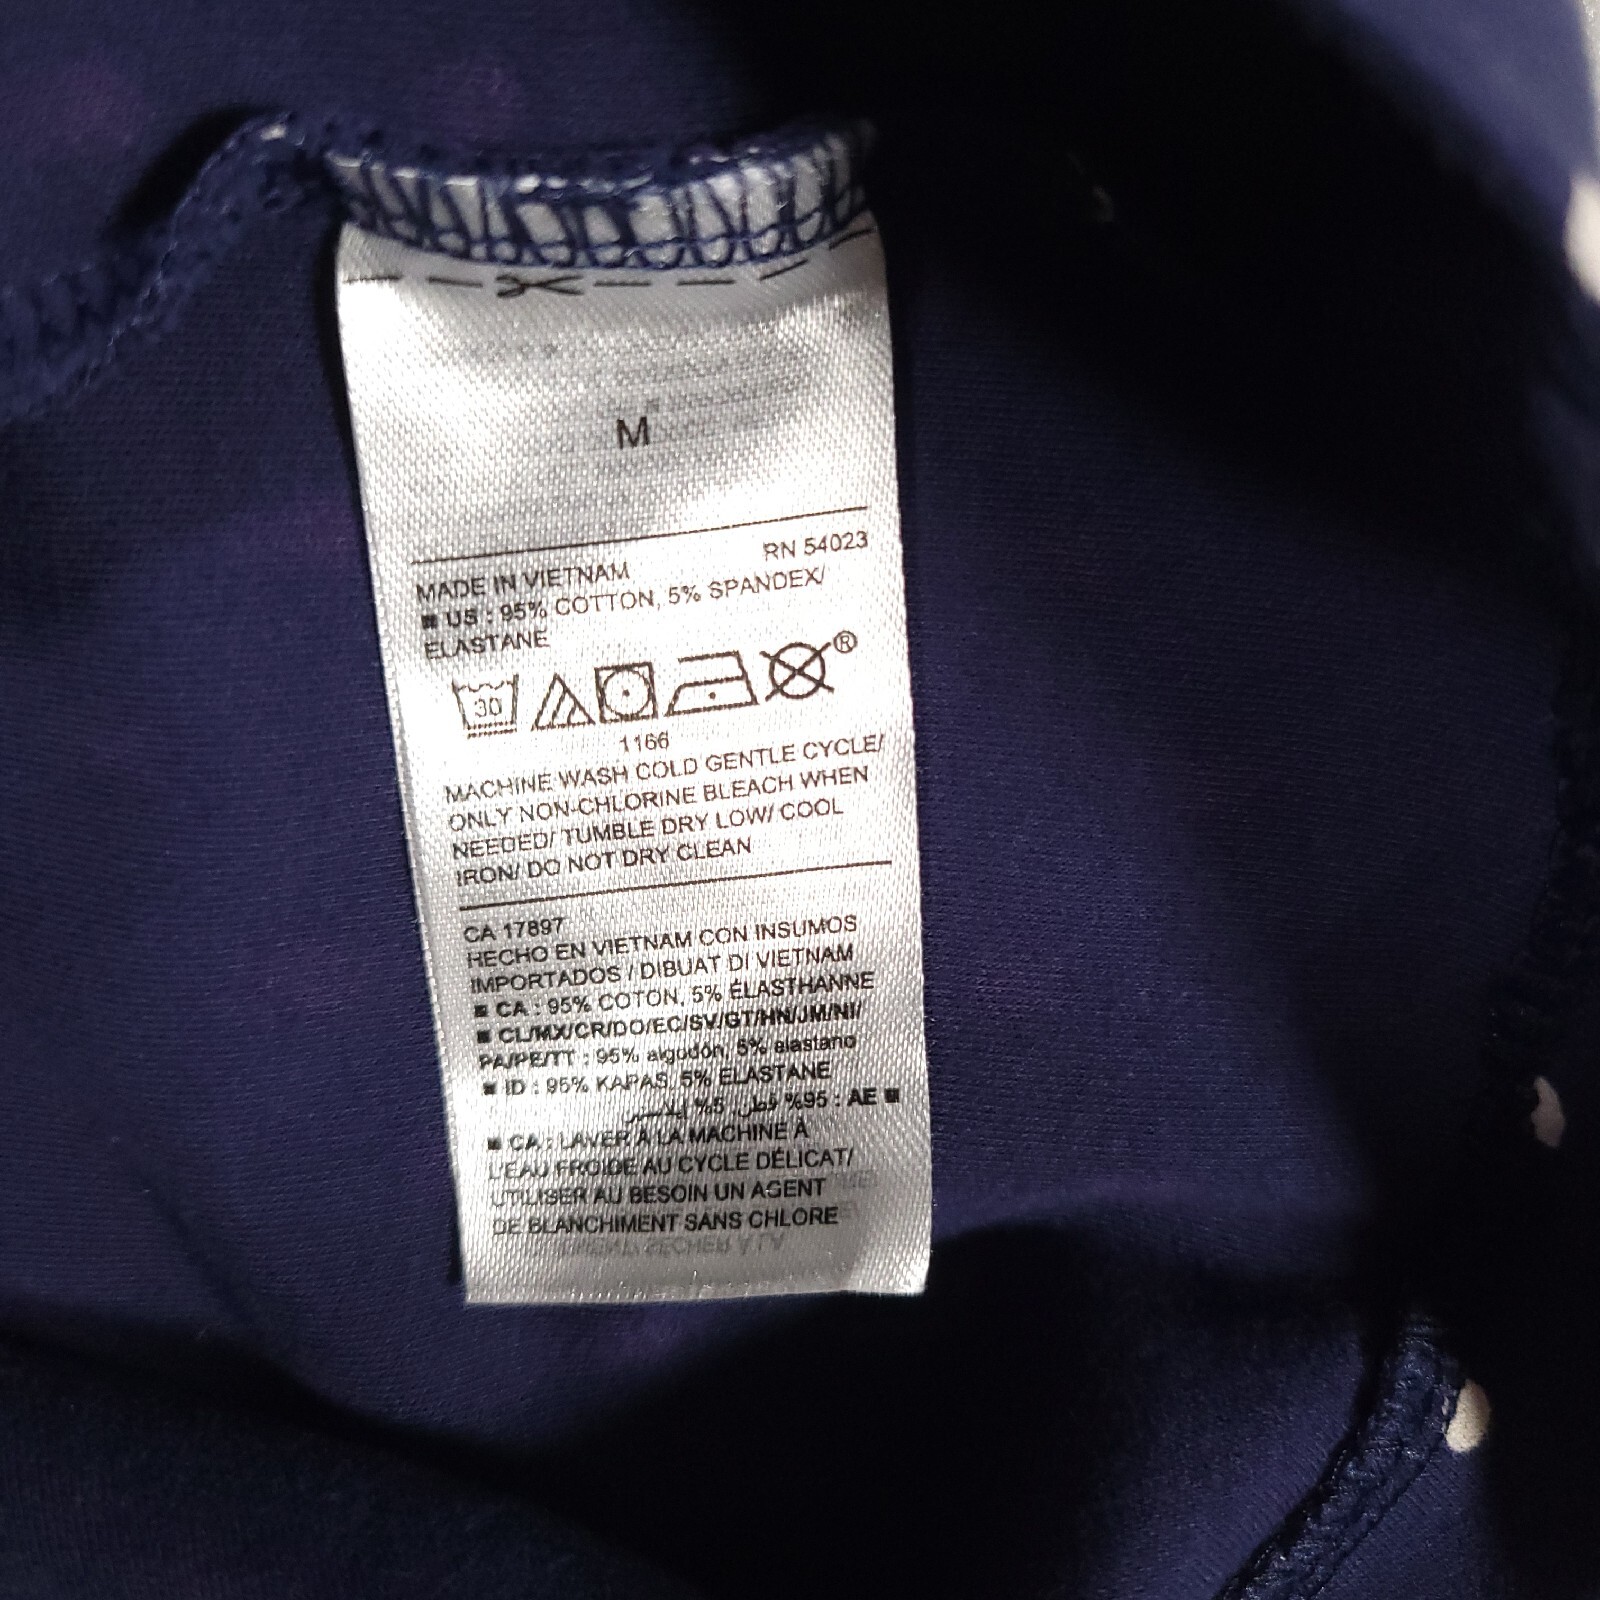 M
RN 54023
MADE IN VIETNAM
■ US : 95% COTTON, 5% SPANDEX/
ELASTANE
30
®
1166
MACHINE WASH COLD GENTLE CYCLE/
ONLY NON-CHLORINE BLEACH WHEN
NEEDED/ TUMBLE DRY LOW/ COOL
IRON/ DO NOT DRY CLEAN
CA 17897
HECHO EN VIETNAM CON INSUMOS
IMPORTADOS / DIBUAT DI VIETNAM
■ CA : 95% COTON, 5% ÉLASTHANNE
■ CL/MX/CR/DO/EC/SV/GT/HN/JM/NI/
PA/PE/TT : 95% algodón, 5% elastano
■ ID : 95% KAPAS, 5% ELASTANE
■ AE : 95% قطن, 5%
■ CA : LAVER À LA MACHINE À
L'EAU FROIDE AU CYCLE DÉLICAT/
UTILISER AU BESOIN UN AGENT
DE BLANCHIMENT SANS CHLORE